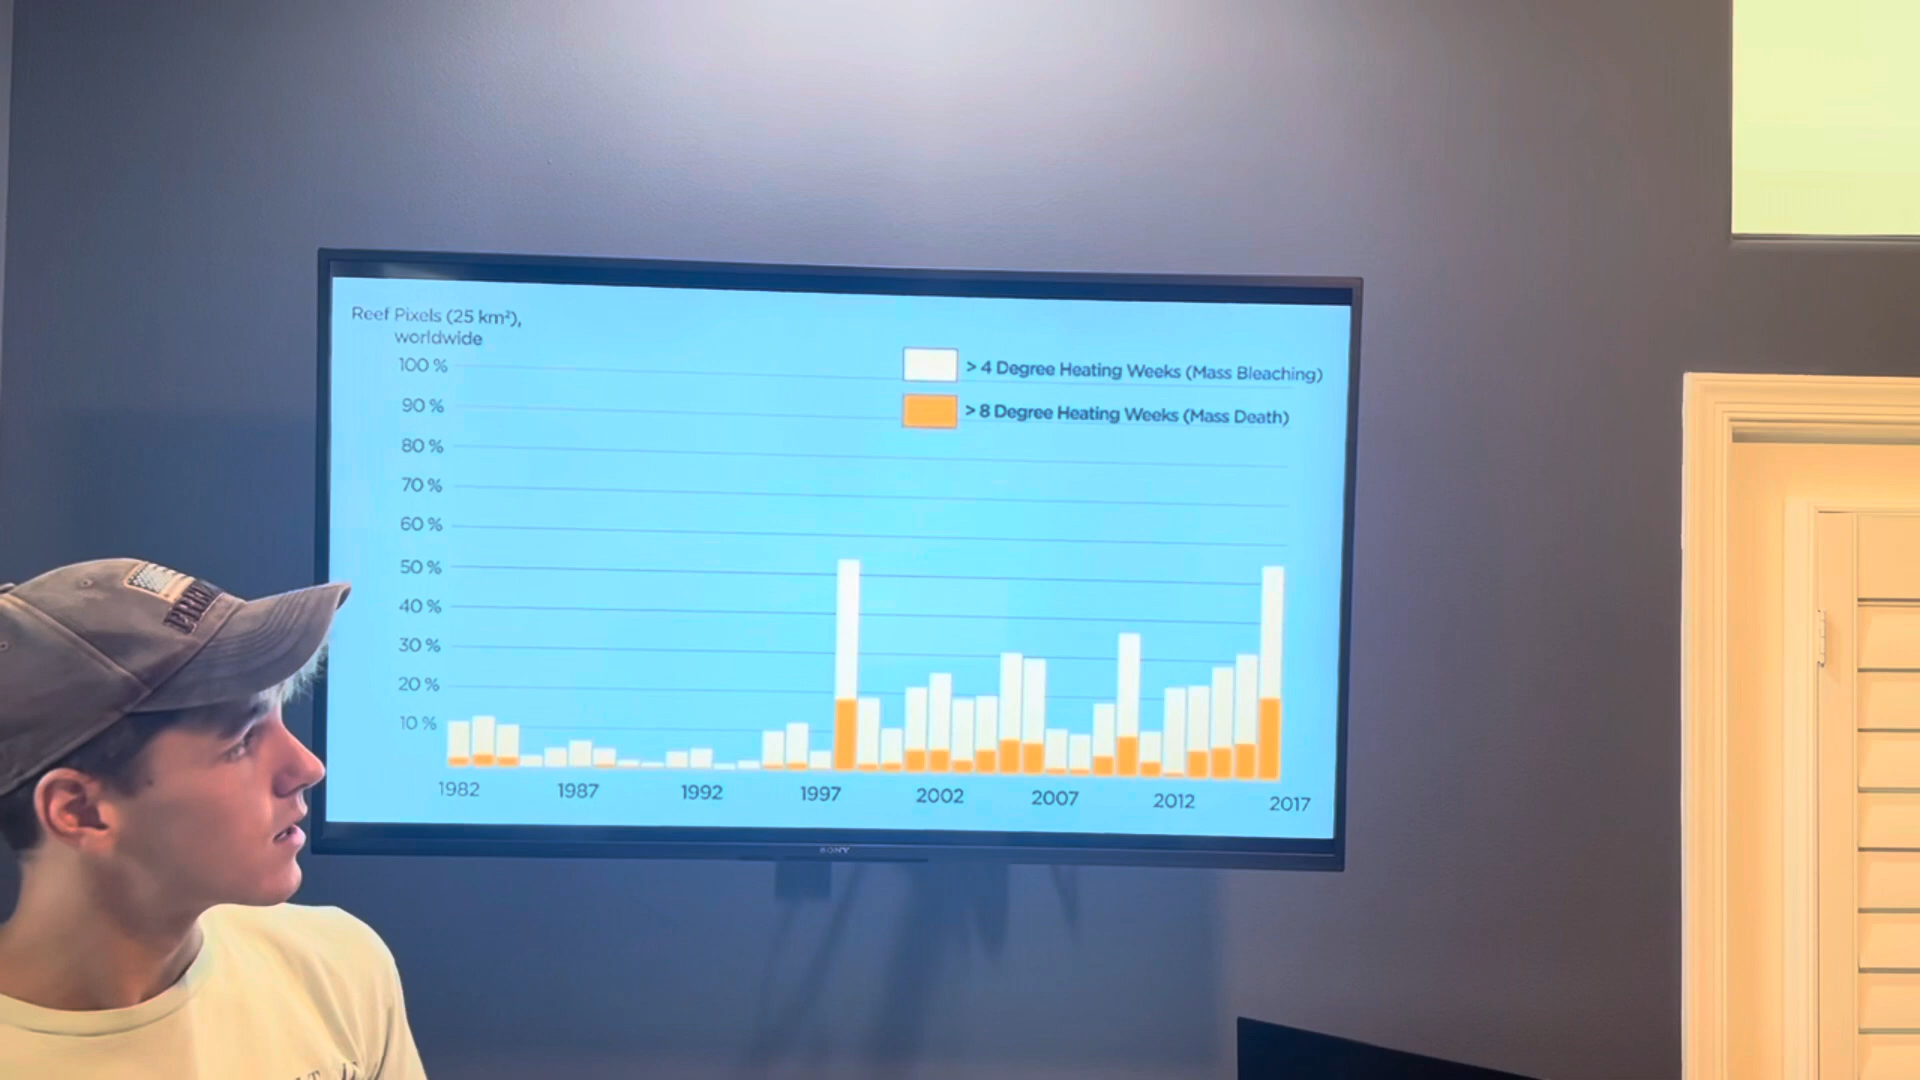 Reef Pixels (25 km²),
worldwide
100 %
90 %
80 %
70 %
60 %
50 %
40 %
30 %
20 %
10 %
> 4 Degree Heating Weeks (Mass Bleaching)
> 8 Degree Heating Weeks (Mass Death)
1982 1987 1992 1997 2002 2007 2012 2017
SONY